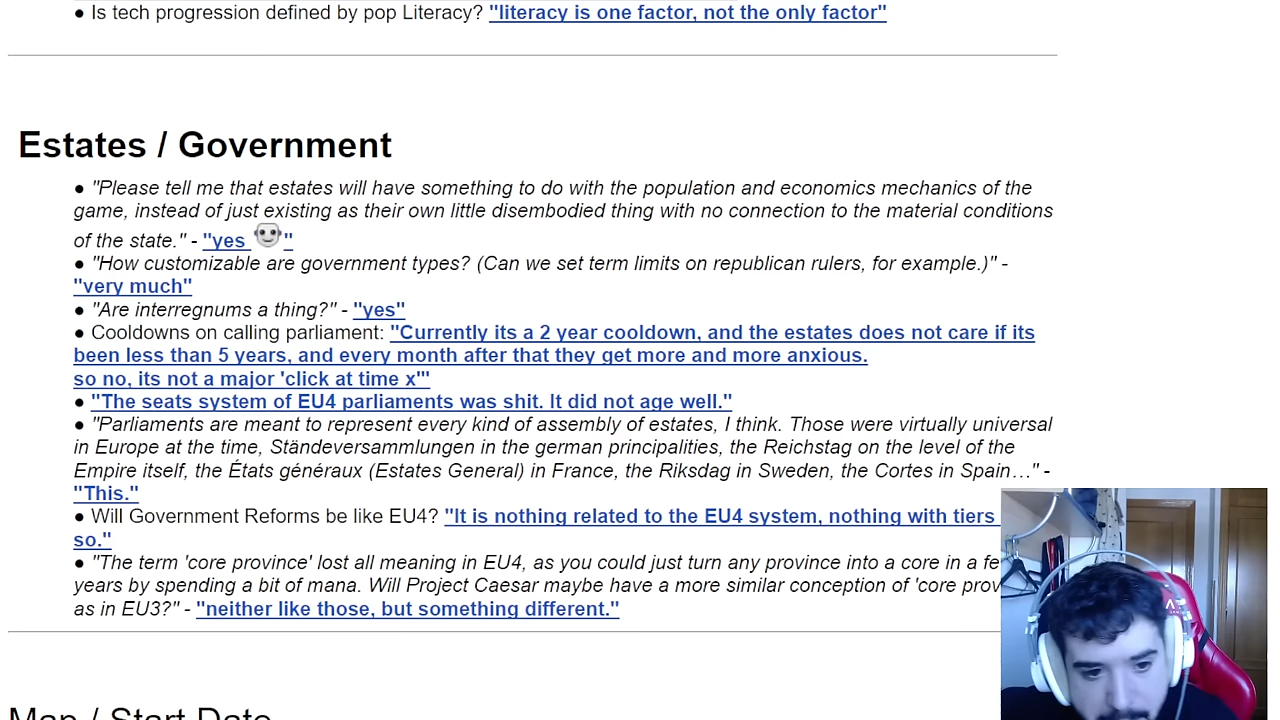 ● Is tech progression defined by pop Literacy? "literacy is one factor, not the only factor"
Estates / Government
● "Please tell me that estates will have something to do with the population and economics mechanics of the
game, instead of just existing as their own little disembodied thing with no connection to the material conditions
of the state." - "yes "
● "How customizable are government types? (Can we set term limits on republican rulers, for example.)" -
"very much"
● "Are interregnums a thing?" - "yes"
● Cooldowns on calling parliament: "Currently its a 2 year cooldown, and the estates does not care if its
been less than 5 years, and every month after that they get more and more anxious.
so no, its not a major 'click at time x'"
● "The seats system of EU4 parliaments was shit. It did not age well."
● "Parliaments are meant to represent every kind of assembly of estates, I think. Those were virtually universal
in Europe at the time, Ständeversammlungen in the german principalities, the Reichstag on the level of the
Empire itself, the États généraux (Estates General) in France, the Riksdag in Sweden, the Cortes in Spain…" -
"This."
● Will Government Reforms be like EU4? "It is nothing related to the EU4 system, nothing with tiers
so."
● "The term 'core province' lost all meaning in EU4, as you could just turn any province into a core in a fe
years by spending a bit of mana. Will Project Caesar maybe have a more similar conception of 'core prov
as in EU3?" - "neither like those, but something different."
Map / Start Date